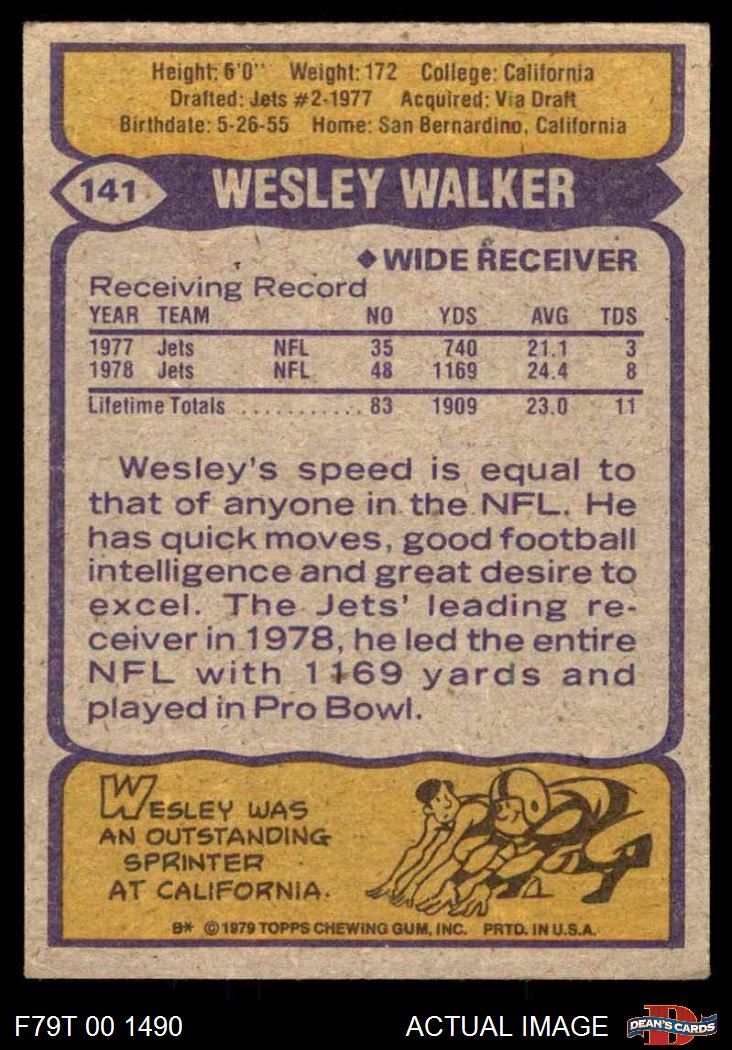 Height: 6'0" Weight: 172 College: California
Drafted: Jets #2-1977 Acquired: Via Draft
Birthdate: 5-26-55 Home: San Bernardino, California
141 WESLEY WALKER
◆WIDE RECEIVER
Receiving Record
YEAR TEAM NO YDS AVG TDS
1977 Jets NFL 35 740 21.1 3
1978 Jets NFL 48 1169 24.4 8
Lifetime Totals ............ 83 1909 23.0 11
Wesley's speed is equal to
that of anyone in the NFL. He
has quick moves, good football
intelligence and great desire to
excel. The Jets' leading re-
ceiver in 1978, he led the entire
NFL with 1169 yards and
played in Pro Bowl.
WESLEY WAS
AN OUTSTANDING
SPRINTER
AT CALIFORNIA.
B* © 1979 TOPPS CHEWING GUM, INC. PRTD. IN U.S.A.
F79T 00 1490 ACTUAL IMAGE D DEAN'S CARDS